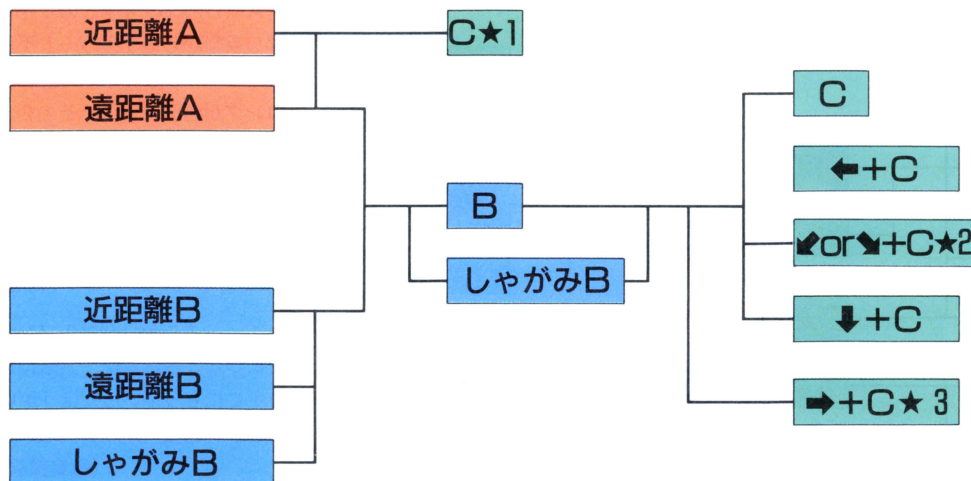 近距離A
遠距離A
近距離B
遠距離B
しゃがみB
C★1
B
しゃがみB
C
⬅+C
⬋or⬊+C★2
⬇+C
➡+C★3